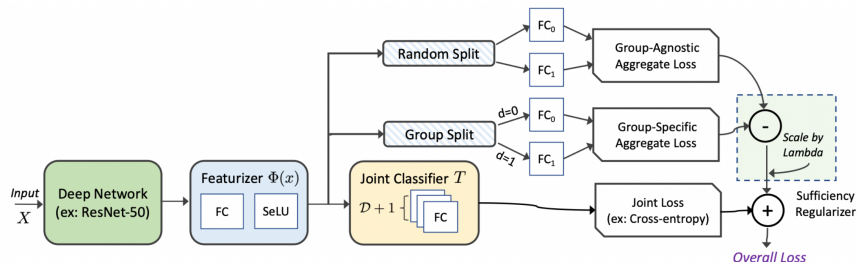 Random Split
FC₀
FC₁
Group-Agnostic
Aggregate Loss
Group Split
d=0
d=1
FC₀
FC₁
Group-Specific
Aggregate Loss
-
Scale by
Lambda
Sufficiency
Regularizer
Input
X
Deep Network
(ex: ResNet-50)
Featurizer Φ(x)
FC
SeLU
Joint Classifier T
𝒟 + 1
FC
Joint Loss
(ex: Cross-entropy)
+
Overall Loss